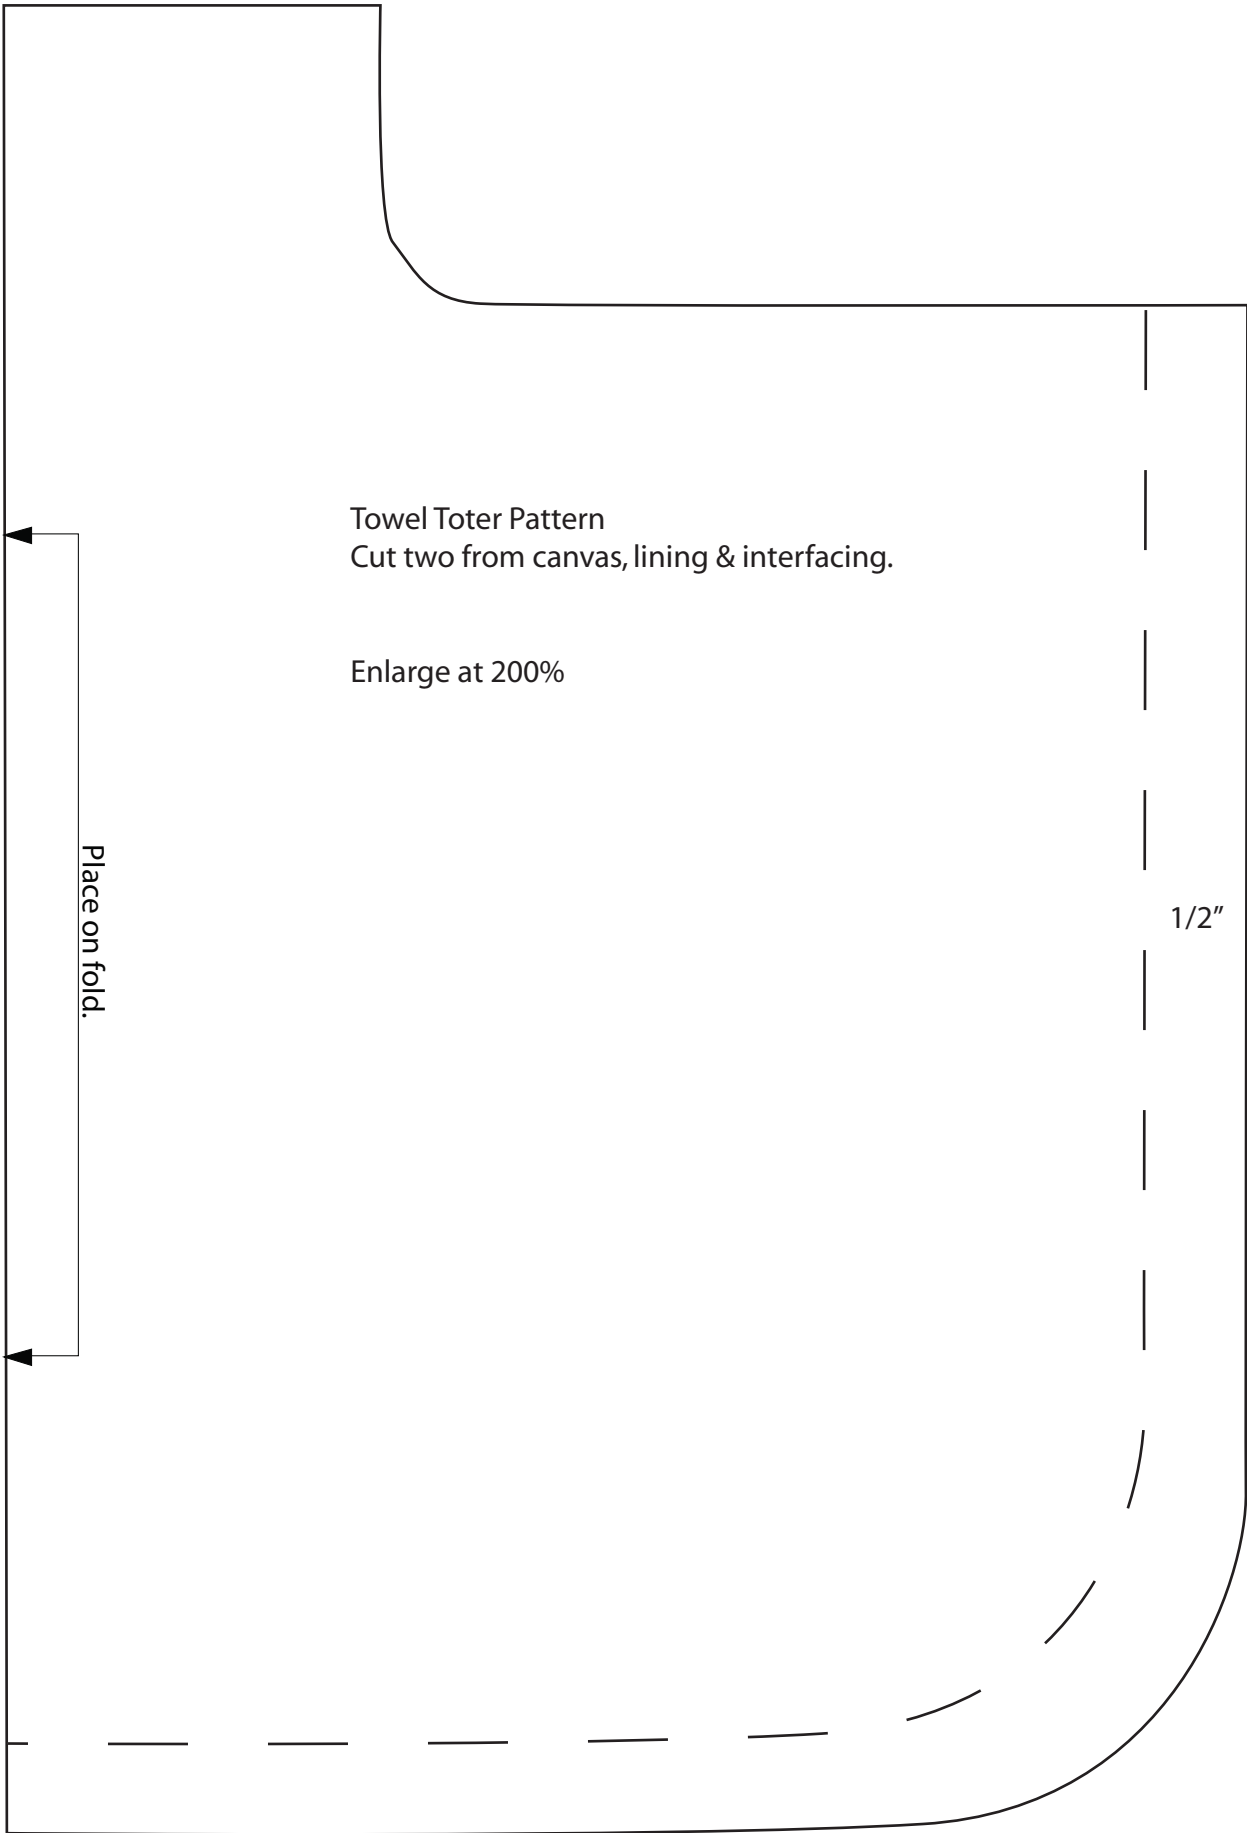 Towel Toter Pattern
Cut two from canvas, lining & interfacing.
Enlarge at 200%
Place on fold.
1/2”